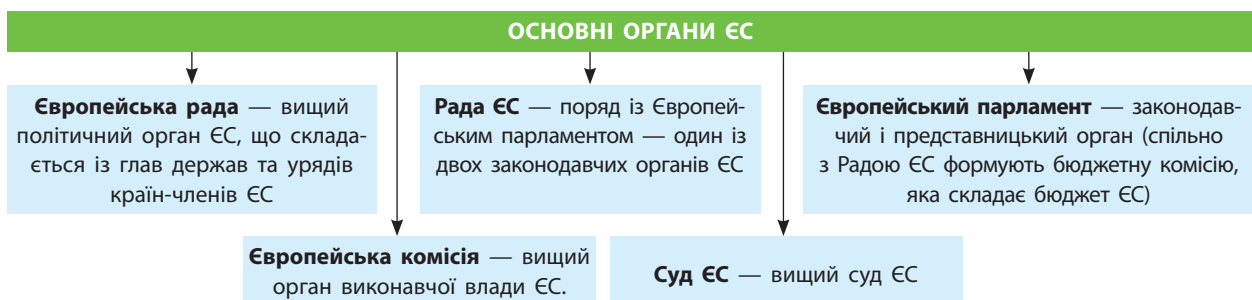 ОСНОВНІ ОРГАНИ ЄС
Європейська рада — вищий
політичний орган ЄС, що склада-
ється із глав держав та урядів
країн-членів ЄС
Рада ЄС — поряд із Європей-
ським парламентом — один із
двох законодавчих органів ЄС
Європейський парламент — законодав-
чий і представницький орган (спільно
з Радою ЄС формують бюджетну комісію,
яка складає бюджет ЄС)
Європейська комісія — вищий
орган виконавчої влади ЄС.
Суд ЄС — вищий суд ЄС